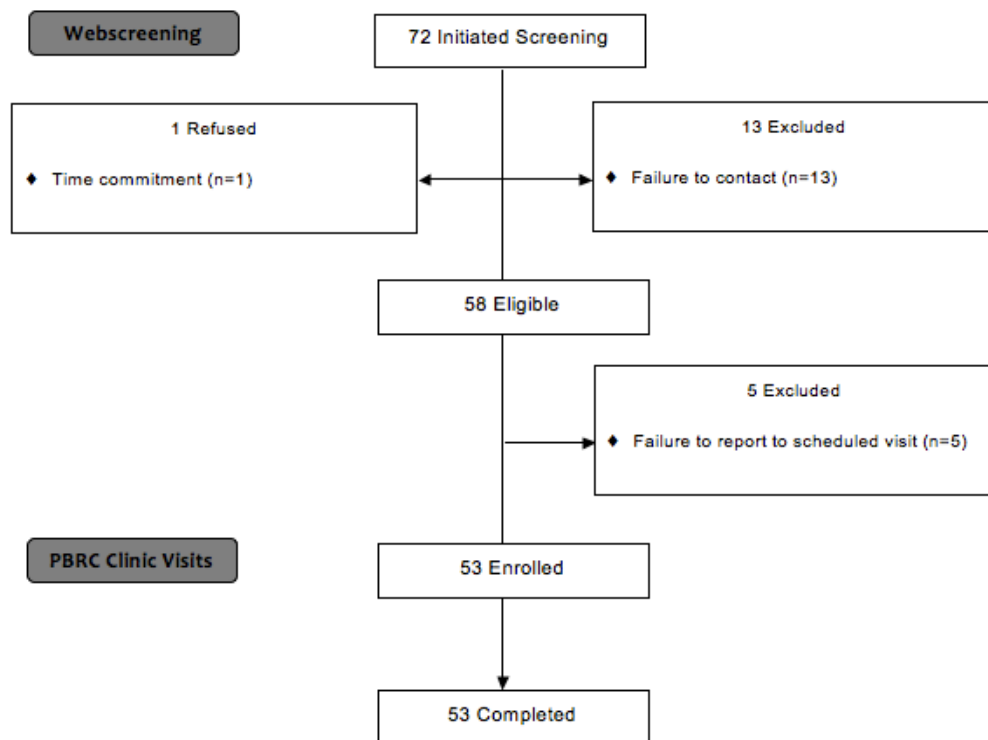 Webscreening
72 Initiated Screening
1 Refused
♦ Time commitment (n=1)
13 Excluded
♦ Failure to contact (n=13)
58 Eligible
5 Excluded
♦ Failure to report to scheduled visit (n=5)
PBRC Clinic Visits
53 Enrolled
53 Completed